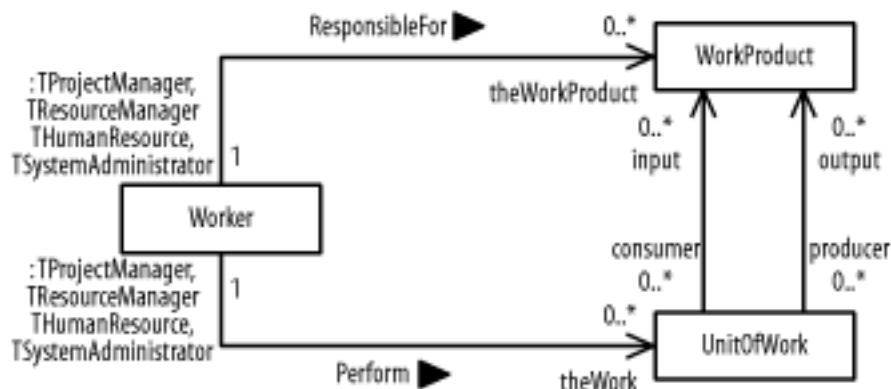 ResponsibleFor
0..*
WorkProduct
theWorkProduct
:TProjectManager,
TResourceManager
THumanResource,
TSystemAdministrator
1
0..*
input
0..*
output
Worker
consumer
0..*
producer
0..*
:TProjectManager,
TResourceManager
THumanResource,
TSystemAdministrator
1
0..*
UnitOfWork
Perform
theWork